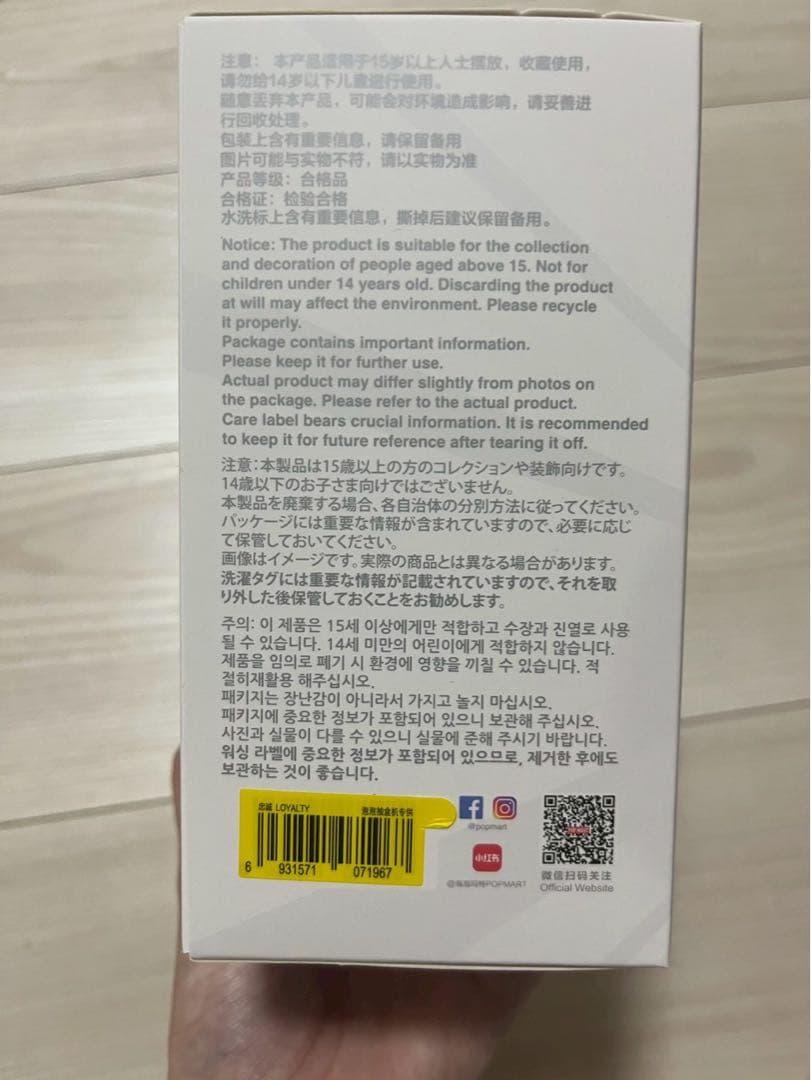 注意：本产品适用于15岁以上人士摆放，收藏使用，
请勿给14岁以下儿童进行使用。
随意丢弃本产品，可能会对环境造成影响，请妥善进
行回收处理。
包装上含有重要信息，请保留备用
图片可能与实物不符，请以实物为准
产品等级：合格品
合格证：检验合格
水洗标上含有重要信息，撕掉后建议保留备用。
Notice: The product is suitable for the collection
and decoration of people aged above 15. Not for
children under 14 years old. Discarding the product
at will may affect the environment. Please recycle
it properly.
Package contains important information.
Please keep it for further use.
Actual product may differ slightly from photos on
the package. Please refer to the actual product.
Care label bears crucial information. It is recommended
to keep it for future reference after tearing it off.
注意：本製品は15歳以上の方のコレクションや装飾向けです。
14歳以下のお子さま向けではございません。
本製品を廃棄する場合、各自治体の分別方法に従ってください。
パッケージには重要な情報が含まれていますので、必要に応じ
て保管しておいてください。
画像はイメージです。実際の商品とは異なる場合があります。
洗濯タグには重要な情報が記載されていますので、それを取
り外した後保管しておくことをお勧めします。
주의: 이 제품은 15세 이상에게만 적합하고 수장과 진열로 사용
될 수 있습니다. 14세 미만의 어린이에게 적합하지 않습니다.
제품을 임의로 폐기 시 환경에 영향을 끼칠 수 있습니다. 적
절히재활용 해주십시오.
패키지는 장난감이 아니라서 가지고 놀지 마십시오.
패키지에 중요한 정보가 포함되어 있으니 보관해 주십시오.
사진과 실물이 다를 수 있으니 실물에 준해 주시기 바랍니다.
워싱 라벨에 중요한 정보가 포함되어 있으므로, 제거한 후에도
보관하는 것이 좋습니다.
忠誠 LOYALTY 泡泡抽盒机专供
6 931571 071967
@popmart
小红书
@泡泡玛特POPMART
微信扫码关注
Official Website